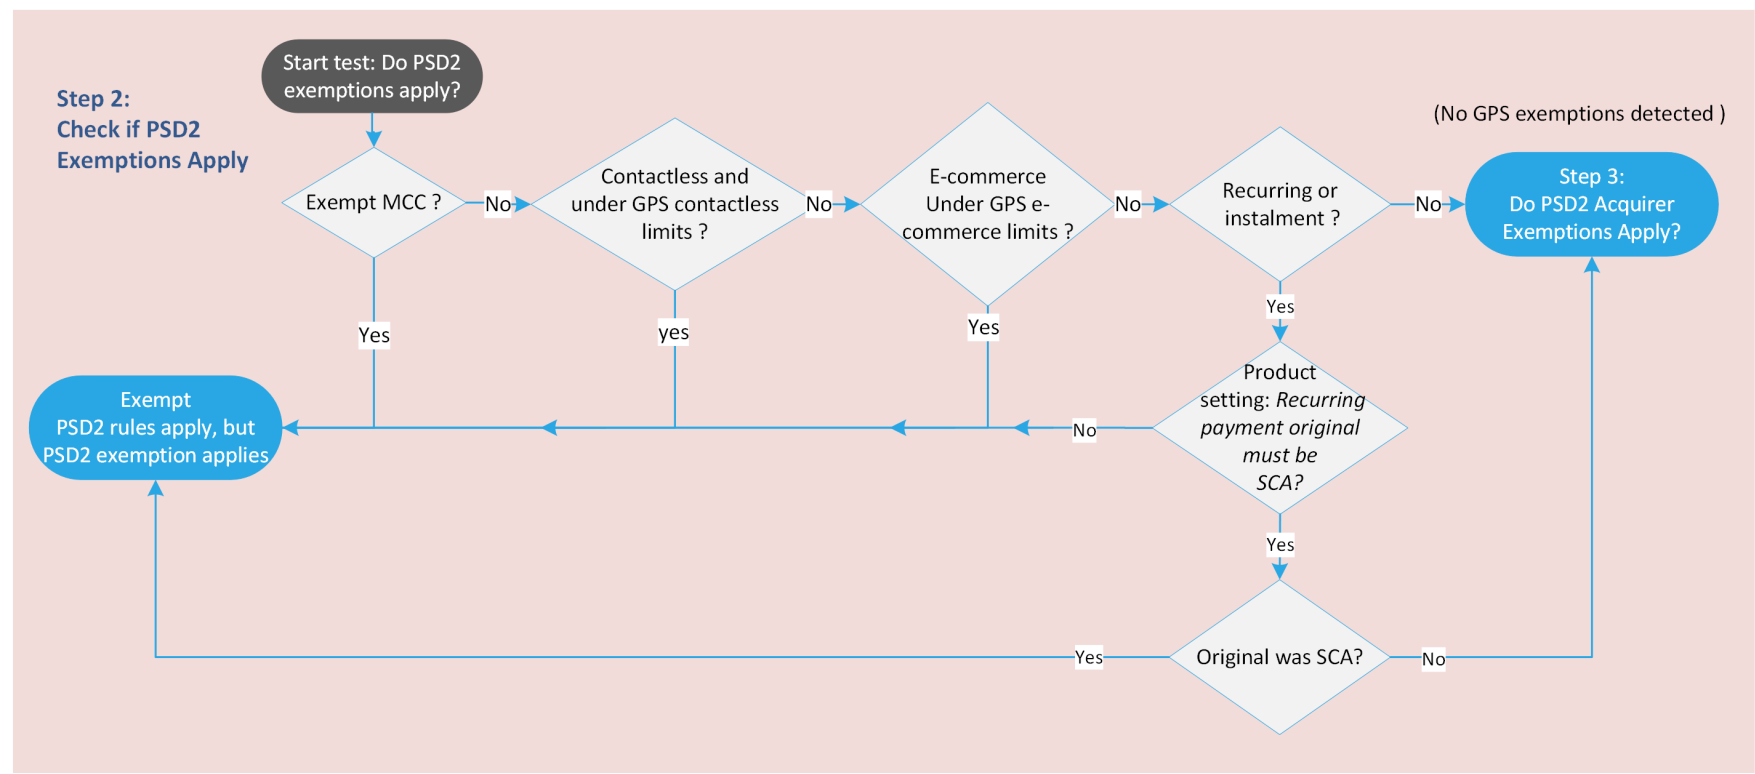 Start test: Do PSD2
exemptions apply?
Step 2:
Check if PSD2
Exemptions Apply
(No GPS exemptions detected )
Exempt MCC ?
No
Contactless and
under GPS contactless
limits ?
No
E-commerce
Under GPS e-
commerce limits ?
No
Recurring or
instalment ?
No
Step 3:
Do PSD2 Acquirer
Exemptions Apply?
Yes
yes
Yes
Yes
Product
setting: Recurring
payment original
must be
SCA?
No
Exempt
PSD2 rules apply, but
PSD2 exemption applies
Yes
Original was SCA?
Yes
No